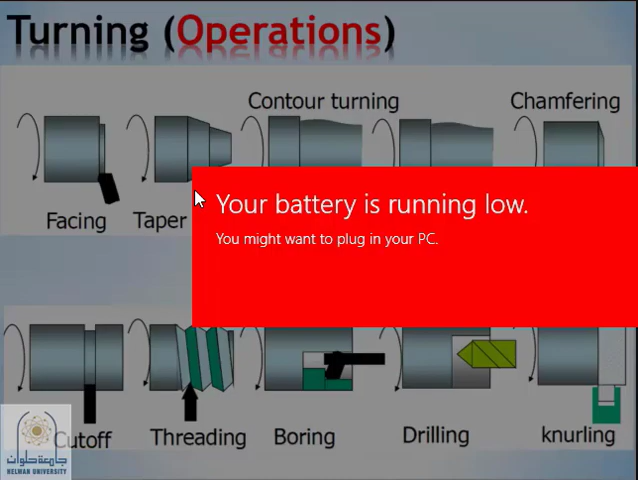 Turning (Operations)
Contour turning
Chamfering
Facing
Taper
Your battery is running low.
You might want to plug in your PC.
Cutoff
Threading
Boring
Drilling
knurling
جامعة حلوان
HELWAN UNIVERSITY